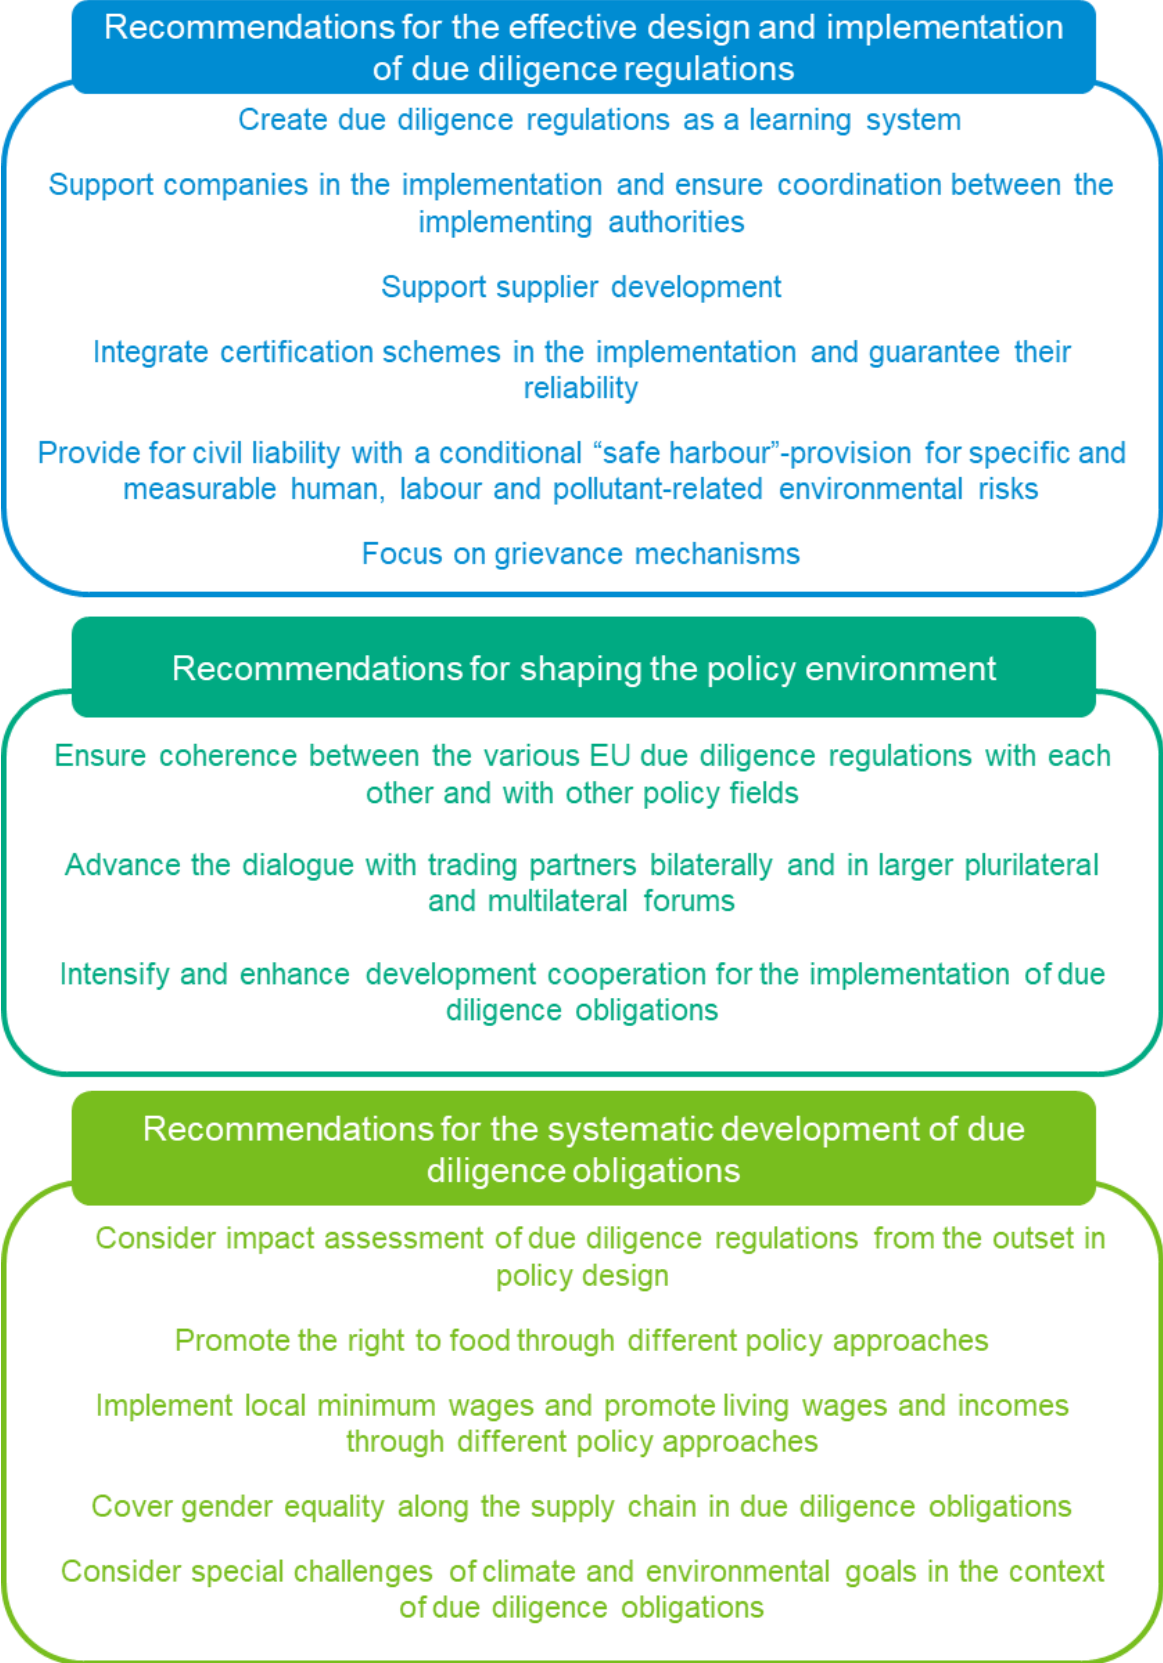 Recommendations for the effective design and implementation
of due diligence regulations
Create due diligence regulations as a learning system
Support companies in the implementation and ensure coordination between the
implementing authorities
Support supplier development
Integrate certification schemes in the implementation and guarantee their
reliability
Provide for civil liability with a conditional “safe harbour”-provision for specific and
measurable human, labour and pollutant-related environmental risks
Focus on grievance mechanisms
Recommendations for shaping the policy environment
Ensure coherence between the various EU due diligence regulations with each
other and with other policy fields
Advance the dialogue with trading partners bilaterally and in larger plurilateral
and multilateral forums
Intensify and enhance development cooperation for the implementation of due
diligence obligations
Recommendations for the systematic development of due
diligence obligations
Consider impact assessment of due diligence regulations from the outset in
policy design
Promote the right to food through different policy approaches
Implement local minimum wages and promote living wages and incomes
through different policy approaches
Cover gender equality along the supply chain in due diligence obligations
Consider special challenges of climate and environmental goals in the context
of due diligence obligations